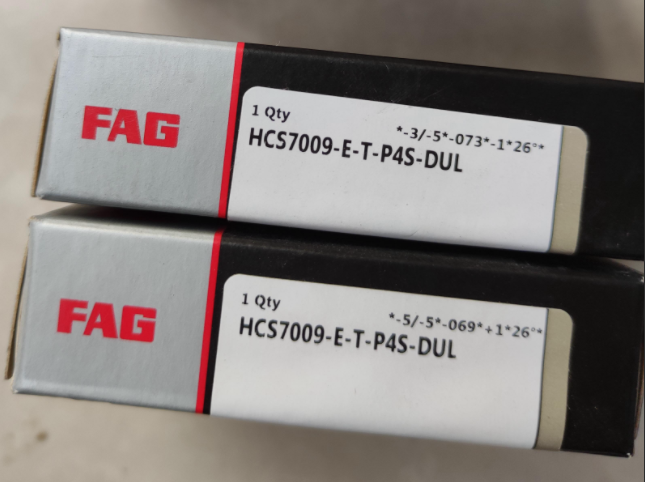 FAG
1 Qty
*-3/-5*-073*-1*26°*
HCS7009-E-T-P4S-DUL
FAG
1 Qty
*-5/-5*-069*+1*26°*
HCS7009-E-T-P4S-DUL